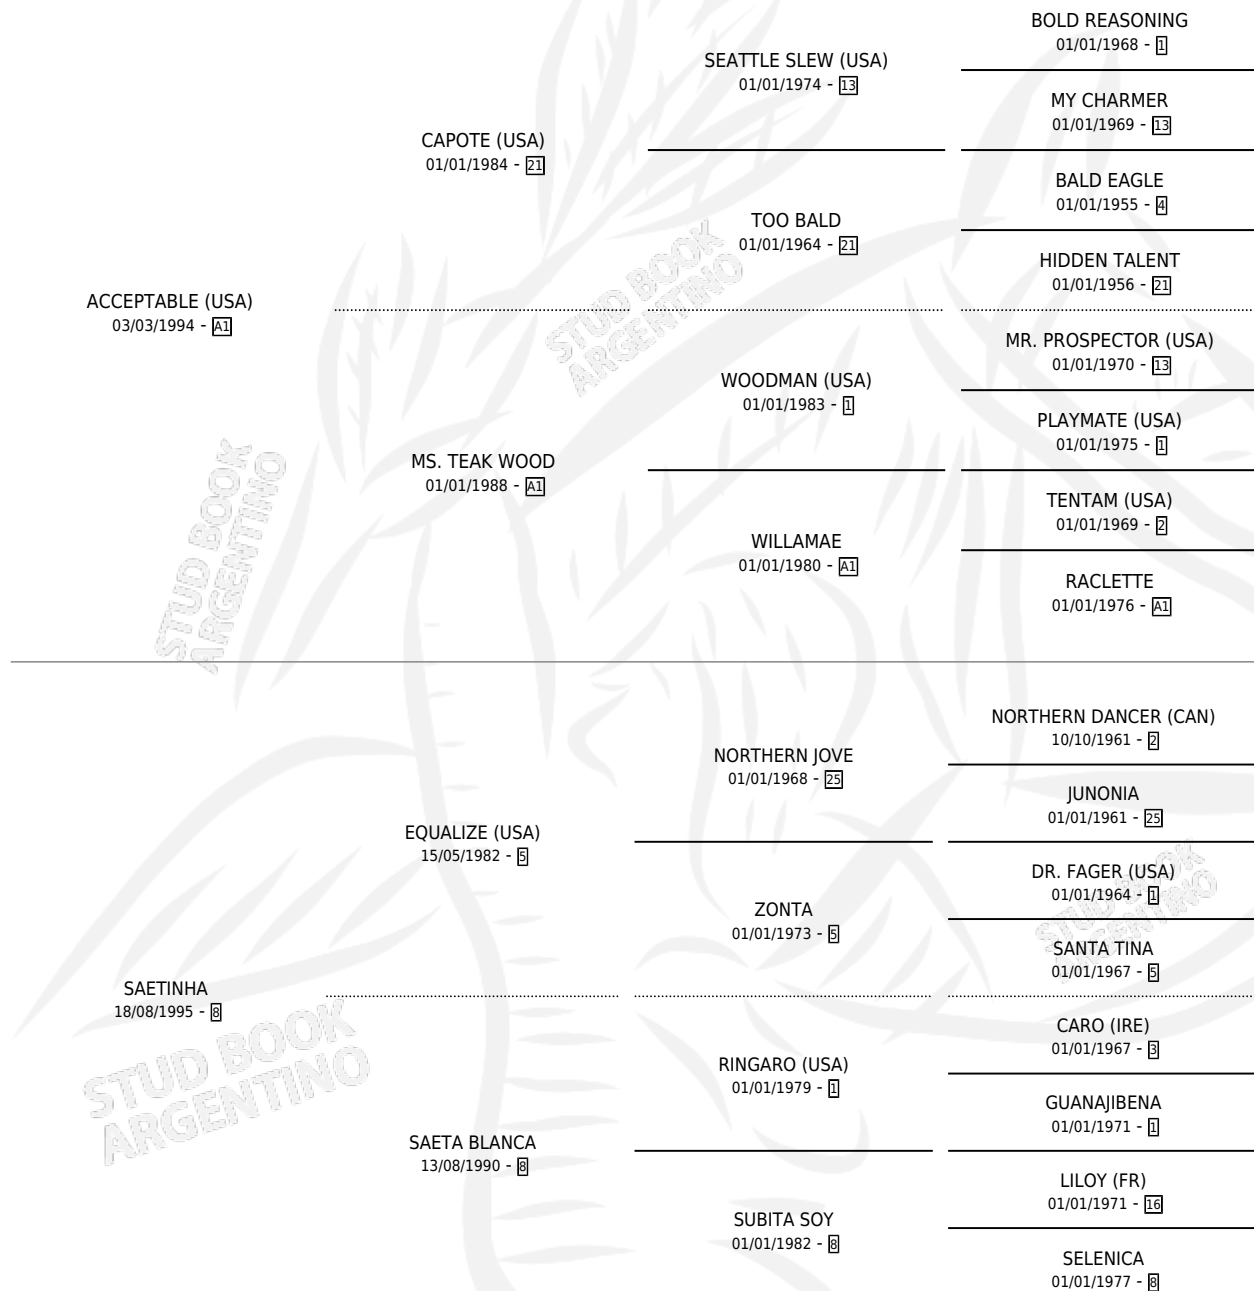 BOLD REASONING
01/01/1968 - 1
SEATTLE SLEW (USA)
01/01/1974 - 13
MY CHARMER
01/01/1969 - 13
CAPOTE (USA)
01/01/1984 - 21
BALD EAGLE
01/01/1955 - 4
TOO BALD
01/01/1964 - 21
HIDDEN TALENT
01/01/1956 - 21
ACCEPTABLE (USA)
03/03/1994 - A1
STUD BOOK
ARGENTINO
MR. PROSPECTOR (USA)
01/01/1970 - 13
WOODMAN (USA)
01/01/1983 - 1
PLAYMATE (USA)
01/01/1975 - 1
MS. TEAK WOOD
01/01/1988 - A1
TENTAM (USA)
01/01/1969 - 2
WILLAMAE
01/01/1980 - A1
RACLETTE
01/01/1976 - A1
STUD BOOK
ARGENTINO
NORTHERN DANCER (CAN)
10/10/1961 - 2
NORTHERN JOVE
01/01/1968 - 25
JUNONIA
01/01/1961 - 25
EQUALIZE (USA)
15/05/1982 - 5
DR. FAGER (USA)
01/01/1964 - 1
ZONTA
01/01/1973 - 5
SANTA TINA
01/01/1967 - 5
STUD BOOK
ARGENTINO
SAETINHA
18/08/1995 - 8
CARO (IRE)
01/01/1967 - 3
RINGARO (USA)
01/01/1979 - 1
GUANAJIBENA
01/01/1971 - 1
STUD BOOK
ARGENTINO
SAETA BLANCA
13/08/1990 - 8
LILOY (FR)
01/01/1971 - 16
SUBITA SOY
01/01/1982 - 8
SELENICA
01/01/1977 - 8